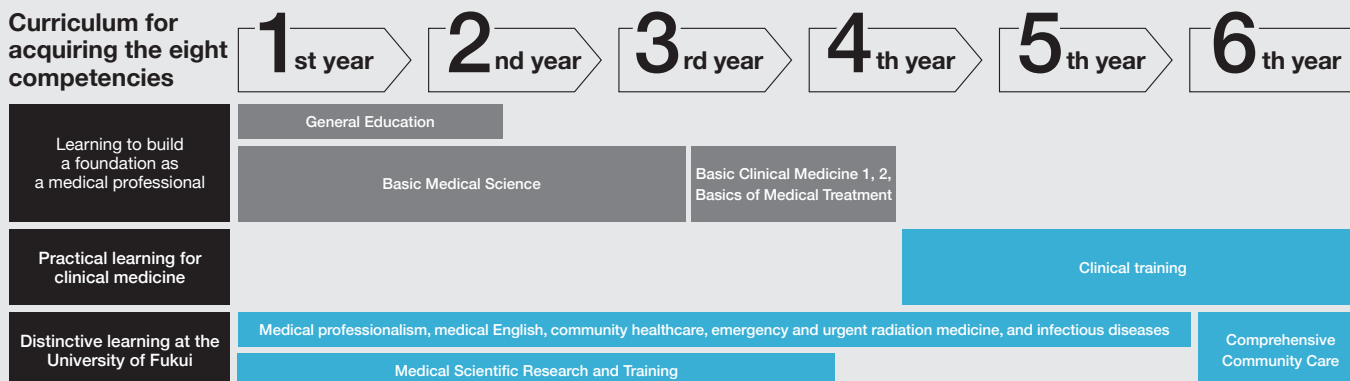 Curriculum for
acquiring the eight
competencies
1st year
2nd year
3rd year
4th year
5th year
6th year
Learning to build
a foundation as
a medical professional
General Education
Basic Medical Science
Basic Clinical Medicine 1, 2,
Basics of Medical Treatment
Practical learning for
clinical medicine
Clinical training
Distinctive learning at the
University of Fukui
Medical professionalism, medical English, community healthcare, emergency and urgent radiation medicine, and infectious diseases
Medical Scientific Research and Training
Comprehensive
Community Care